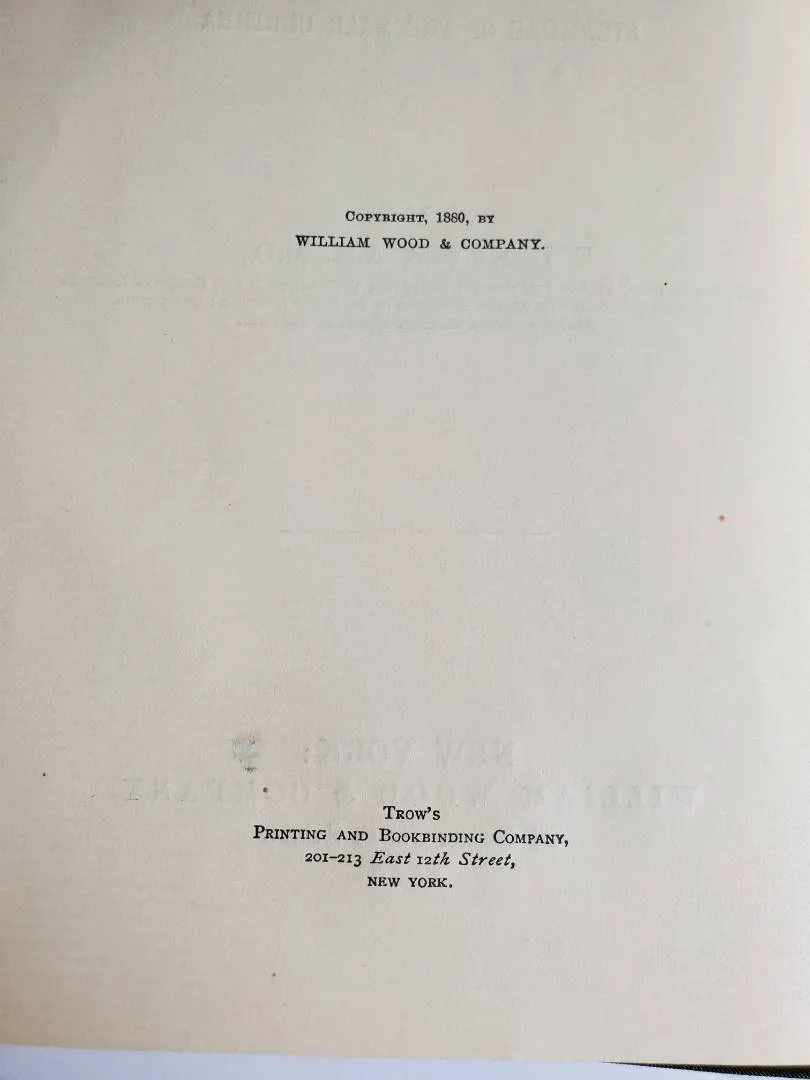 COPYRIGHT, 1880, BY
WILLIAM WOOD & COMPANY.
TROW'S
PRINTING AND BOOKBINDING COMPANY,
201–213 East 12th Street,
NEW YORK.